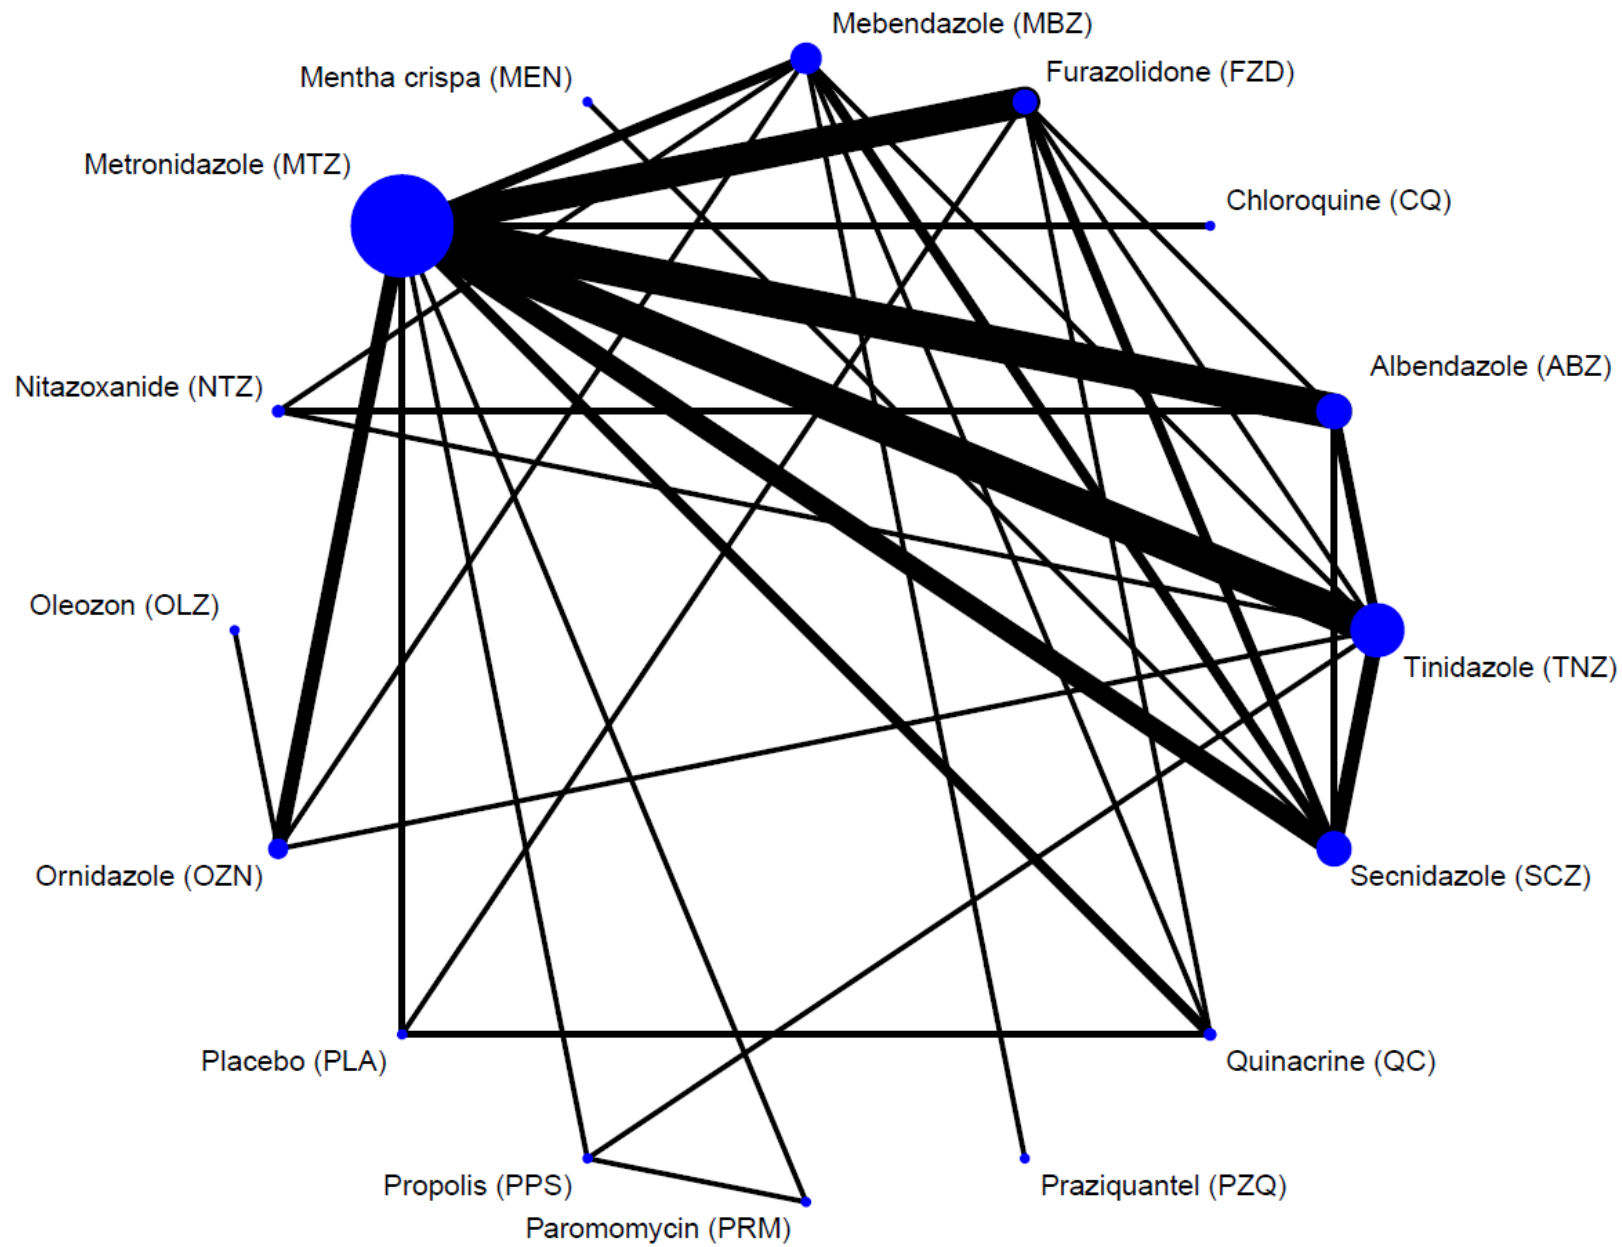 Mebendazole (MBZ)
Furazolidone (FZD)
Mentha crispa (MEN)
Metronidazole (MTZ)
Chloroquine (CQ)
Albendazole (ABZ)
Nitazoxanide (NTZ)
Oleozon (OLZ)
Tinidazole (TNZ)
Ornidazole (OZN)
Secnidazole (SCZ)
Placebo (PLA)
Quinacrine (QC)
Propolis (PPS)
Praziquantel (PZQ)
Paromomycin (PRM)